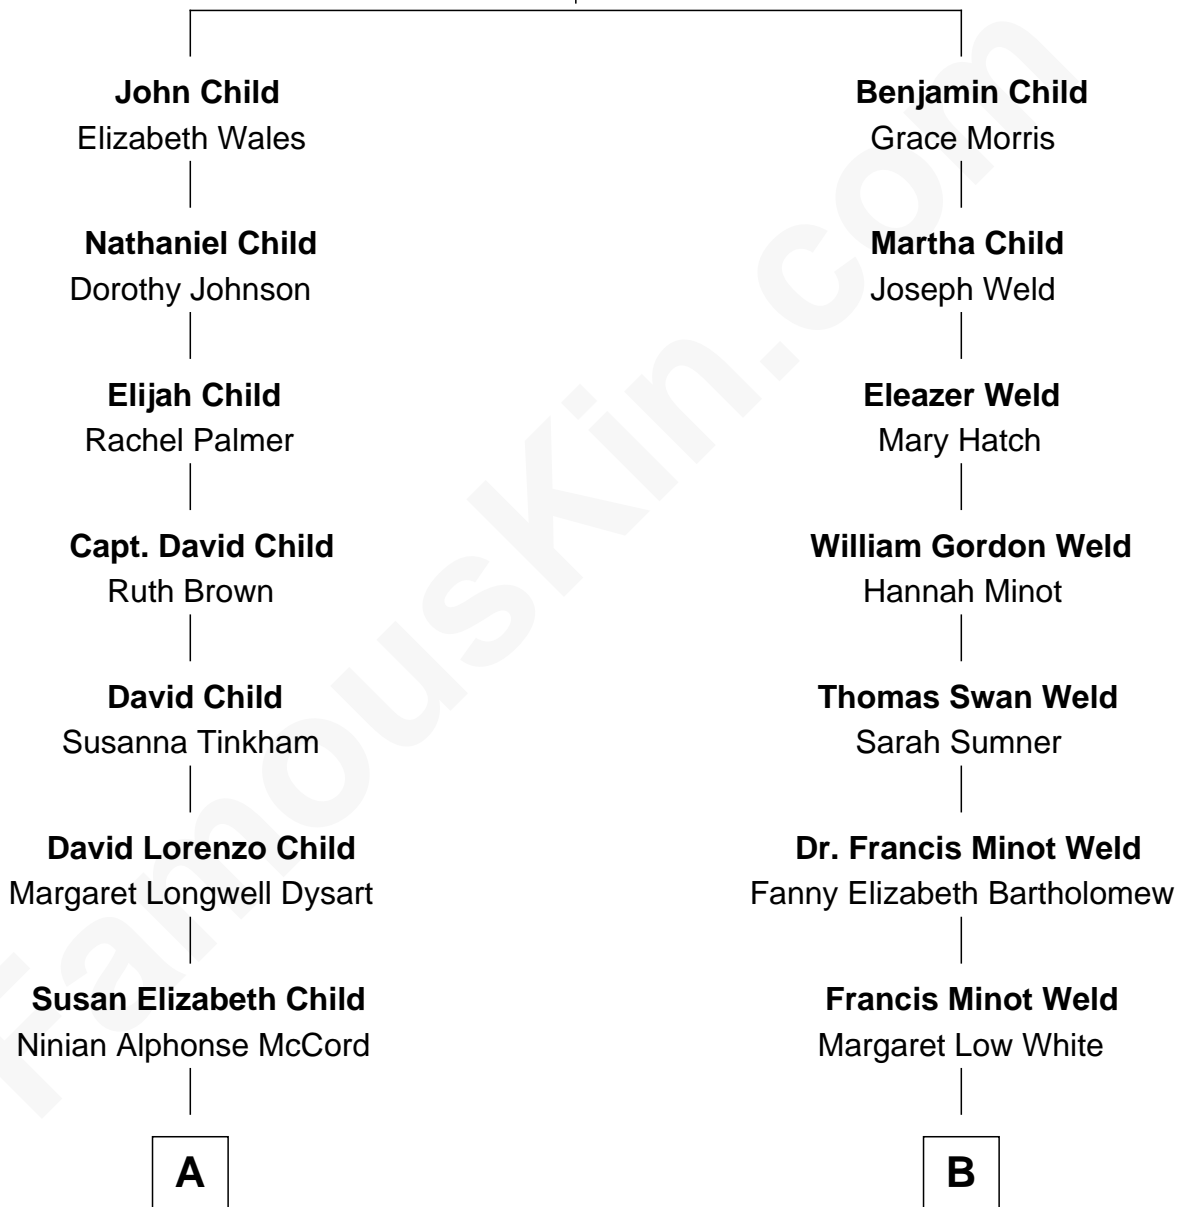 John Child
Elizabeth Wales
Nathaniel Child
Dorothy Johnson
Elijah Child
Rachel Palmer
Capt. David Child
Ruth Brown
David Child
Susanna Tinkham
David Lorenzo Child
Margaret Longwell Dysart
Susan Elizabeth Child
Ninian Alphonse McCord
A
Benjamin Child
Grace Morris
Martha Child
Joseph Weld
Eleazer Weld
Mary Hatch
William Gordon Weld
Hannah Minot
Thomas Swan Weld
Sarah Sumner
Dr. Francis Minot Weld
Fanny Elizabeth Bartholomew
Francis Minot Weld
Margaret Low White
B
FamousKin.com